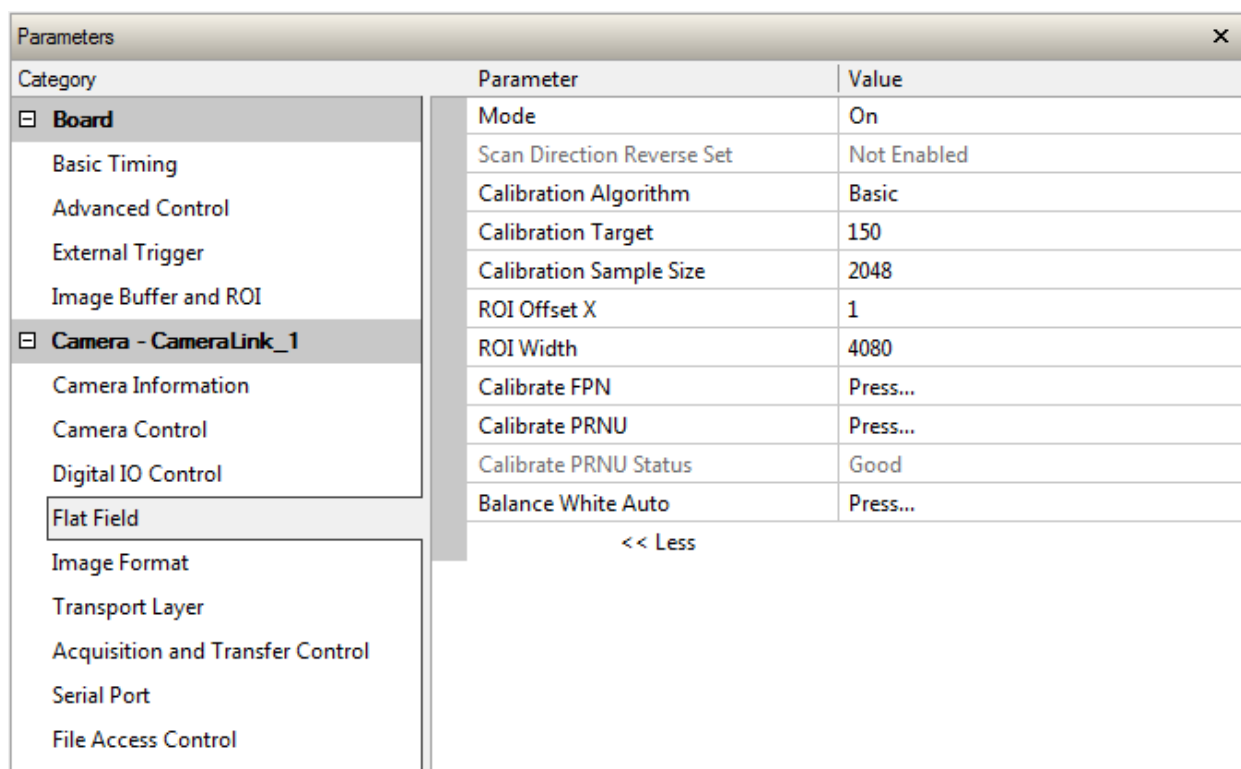 Parameters
Category
Board
Basic Timing
Advanced Control
External Trigger
Image Buffer and ROI
Camera - CameraLink_1
Camera Information
Camera Control
Digital IO Control
Flat Field
Image Format
Transport Layer
Acquisition and Transfer Control
Serial Port
File Access Control
Parameter Value
Mode On
Scan Direction Reverse Set Not Enabled
Calibration Algorithm Basic
Calibration Target 150
Calibration Sample Size 2048
ROI Offset X 1
ROI Width 4080
Calibrate FPN Press...
Calibrate PRNU Press...
Calibrate PRNU Status Good
Balance White Auto Press...
<< Less